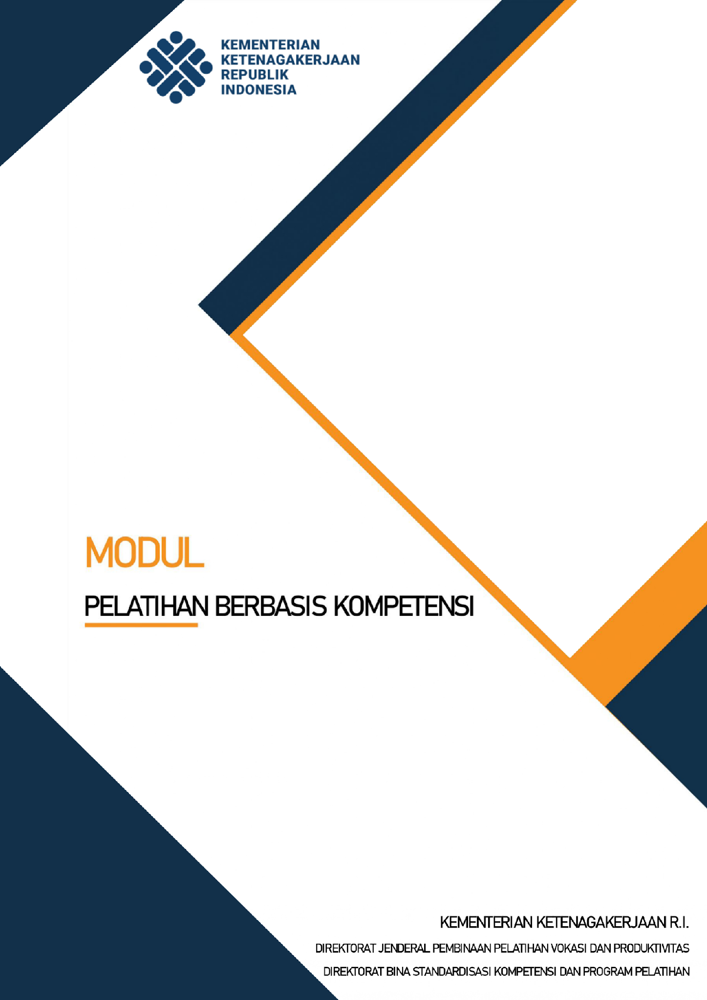 KEMENTERIAN
KETENAGAKERJAAN
REPUBLIK
INDONESIA
MODUL
PELATIHAN BERBASIS KOMPETENSI
KEMENTERIAN KETENAGAKERJAAN R.I.
DIREKTORAT JENDERAL PEMBINAAN PELATIHAN VOKASI DAN PRODUKTIVITAS
DIREKTORAT BINA STANDARDISASI KOMPETENSI DAN PROGRAM PELATIHAN